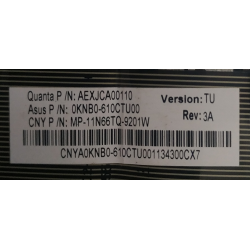 Quanta P/N: AEXJCA00110
Asus P/N: 0KNB0-610CTU00
CNY P/N: MP-11N66TQ-9201W
Version: TU
Rev: 3A
CNYA0KNB0-610CTU001134300CX7